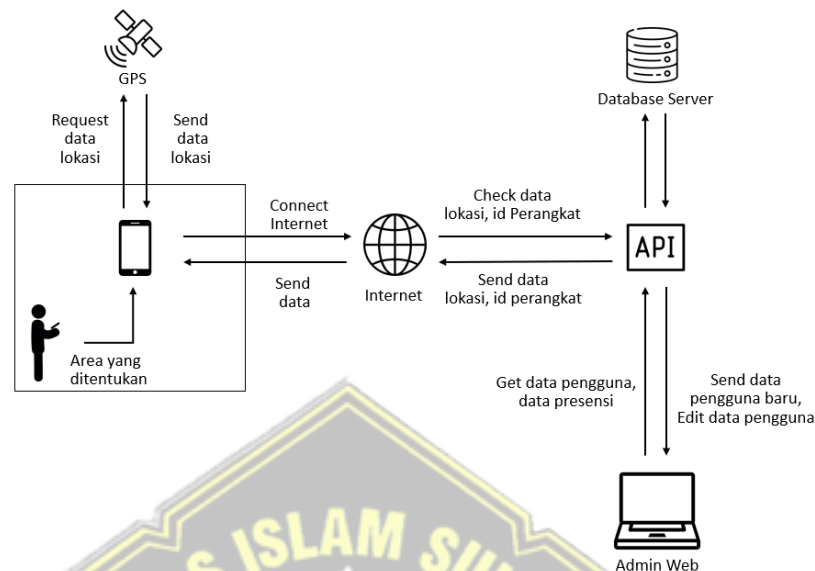 GPS
Database Server
Request
data
lokasi
Send
data
lokasi
Connect
Internet
Check data
lokasi, id Perangkat
API
Send
data
Internet
Send data
lokasi, id perangkat
Area yang
ditentukan
Get data pengguna,
data presensi
Send data
pengguna baru,
Edit data pengguna
ISLAM
Admin Web